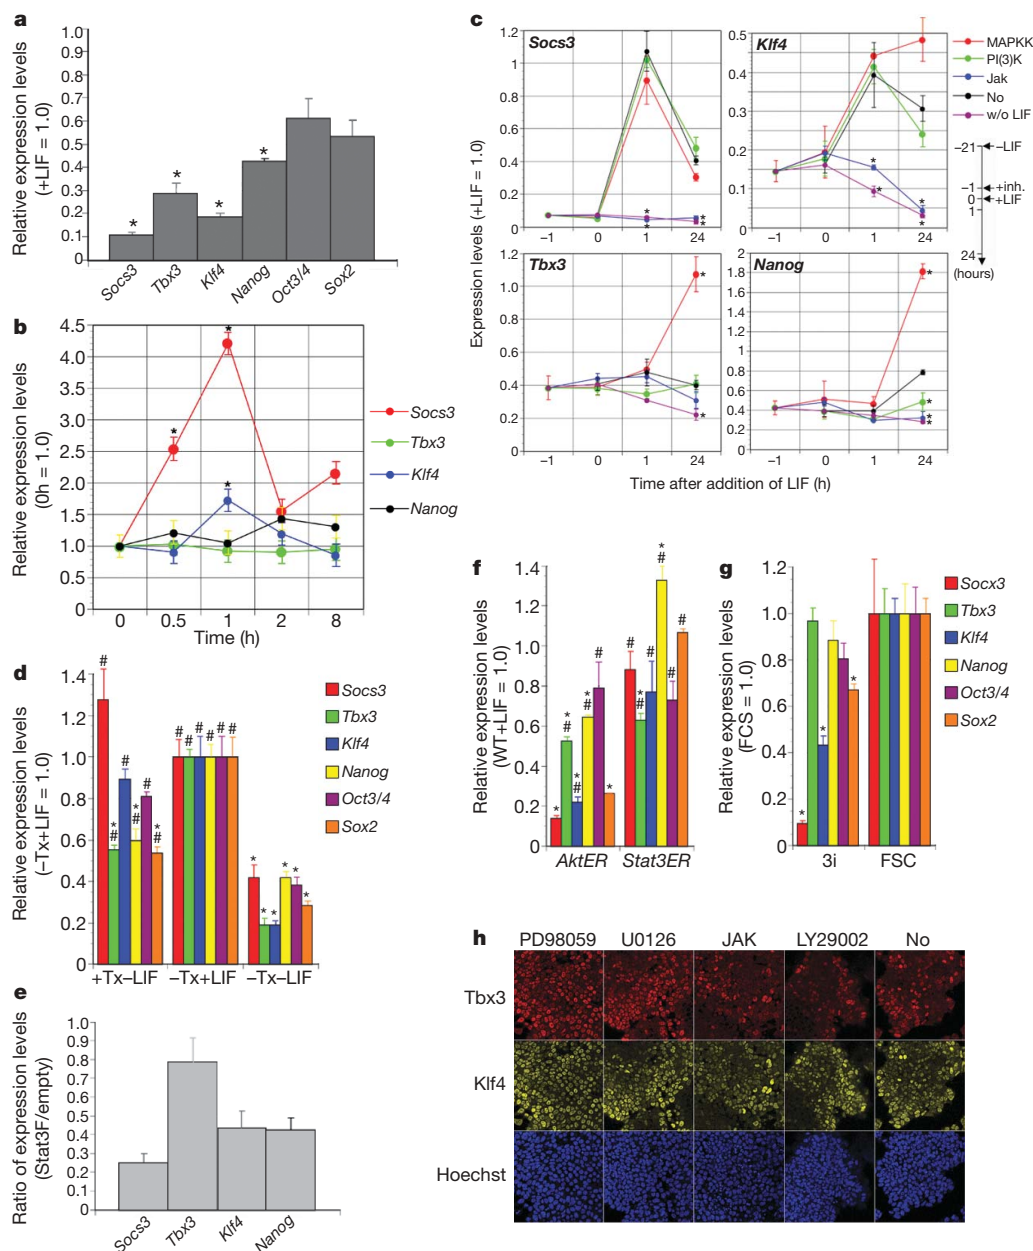 a
Relative expression levels
(+LIF = 1.0)
1.0
0.9
0.8
0.7
0.6
0.5
0.4
0.3
0.2
0.1
* * * *
Socs3 Tbx3 Klf4 Nanog Oct3/4 Sox2
b
Relative expression levels
(0h = 1.0)
4.5
4.0
3.5
3.0
2.5
2.0
1.5
1.0
0.5
0
* * *
0 0.5 1 2 8
Time (h)
Socs3
Tbx3
Klf4
Nanog
c
Expression levels (+LIF = 1.0)
Socs3
1.2
1.0
0.8
0.6
0.4
0.2
0
* * * *
−1 0 1 24
Klf4
0.5
0.4
0.3
0.2
0.1
0
* * * *
−1 0 1 24
MAPKK
PI(3)K
Jak
No
w/o LIF
−21 −LIF
−1 +inh.
0 +LIF
1
24
(hours)
Tbx3
1.2
1.0
0.8
0.6
0.4
0.2
0
* *
−1 0 1 24
Nanog
2
1.8
1.6
1.4
1.2
1.0
0.8
0.6
0.4
0.2
0
* * * *
−1 0 1 24
Time after addition of LIF (h)
d
Relative expression levels
(−Tx+LIF = 1.0)
1.4
1.2
1.0
0.8
0.6
0.4
0.2
0
# *# # *# # *#
# # # # # #
* * * * * *
+Tx−LIF −Tx+LIF −Tx−LIF
Socs3
Tbx3
Klf4
Nanog
Oct3/4
Sox2
e
Ratio of expression levels
(Stat3F/empty)
1.0
0.9
0.8
0.7
0.6
0.5
0.4
0.3
0.2
0.1
0
Socs3 Tbx3 Klf4 Nanog
f
Relative expression levels
(WT+LIF = 1.0)
1.4
1.2
1.0
0.8
0.6
0.4
0.2
0
* *# *# *# # *
# *# # *# # #
AktER Stat3ER
g
Relative expression levels
(FCS = 1.0)
1.2
1.0
0.8
0.6
0.4
0.2
0
* * *
3i FSC
Socx3
Tbx3
Klf4
Nanog
Oct3/4
Sox2
h
PD98059 U0126 JAK LY29002 No
Tbx3
Klf4
Hoechst